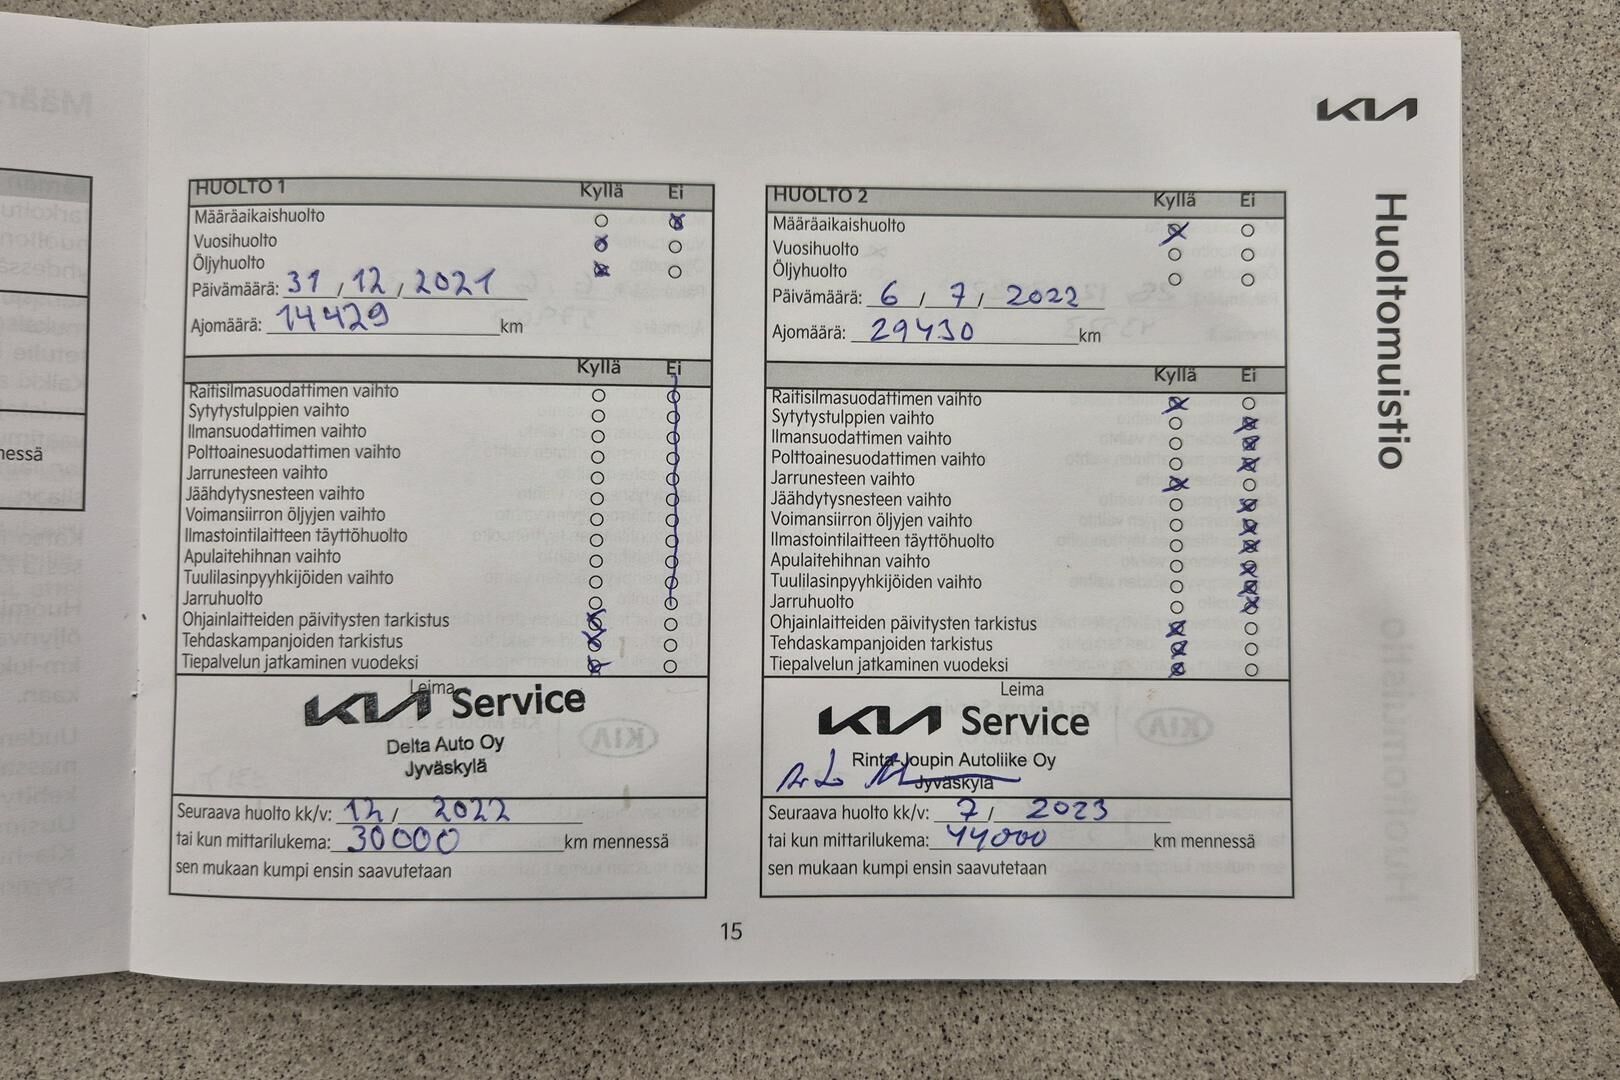 KIA
Huoltomuistio
HUOLTO 1 Kyllä Ei
Määräaikaishuolto
Vuosihuolto
Öljyhuolto
Päivämäärä: 31 / 12 / 2021
Ajomäärä: 14429 km
Kyllä Ei
Raitisilmasuodattimen vaihto
Sytytystulppien vaihto
Ilmansuodattimen vaihto
Polttoainesuodattimen vaihto
Jarrunesteen vaihto
Jäähdytysnesteen vaihto
Voimansiirron öljyjen vaihto
Ilmastointilaitteen täyttöhuolto
Apulaitehihnan vaihto
Tuulilasinpyyhkijöiden vaihto
Jarruhuolto
Ohjainlaitteiden päivitysten tarkistus
Tehdaskampanjoiden tarkistus
Tiepalvelun jatkaminen vuodeksi
Leima
KIA Service
Delta Auto Oy
Jyväskylä
Seuraava huolto kk/v: 12 / 2022
tai kun mittarilukema: 30000 km mennessä
sen mukaan kumpi ensin saavutetaan
HUOLTO 2 Kyllä Ei
Määräaikaishuolto
Vuosihuolto
Öljyhuolto
Päivämäärä: 6 / 7 / 2022
Ajomäärä: 29430 km
Kyllä Ei
Raitisilmasuodattimen vaihto
Sytytystulppien vaihto
Ilmansuodattimen vaihto
Polttoainesuodattimen vaihto
Jarrunesteen vaihto
Jäähdytysnesteen vaihto
Voimansiirron öljyjen vaihto
Ilmastointilaitteen täyttöhuolto
Apulaitehihnan vaihto
Tuulilasinpyyhkijöiden vaihto
Jarruhuolto
Ohjainlaitteiden päivitysten tarkistus
Tehdaskampanjoiden tarkistus
Tiepalvelun jatkaminen vuodeksi
Leima
KIA Service
Rinta-Joupin Autoliike Oy
Jyväskylä
Seuraava huolto kk/v: 7 / 2023
tai kun mittarilukema: 44000 km mennessä
sen mukaan kumpi ensin saavutetaan
15